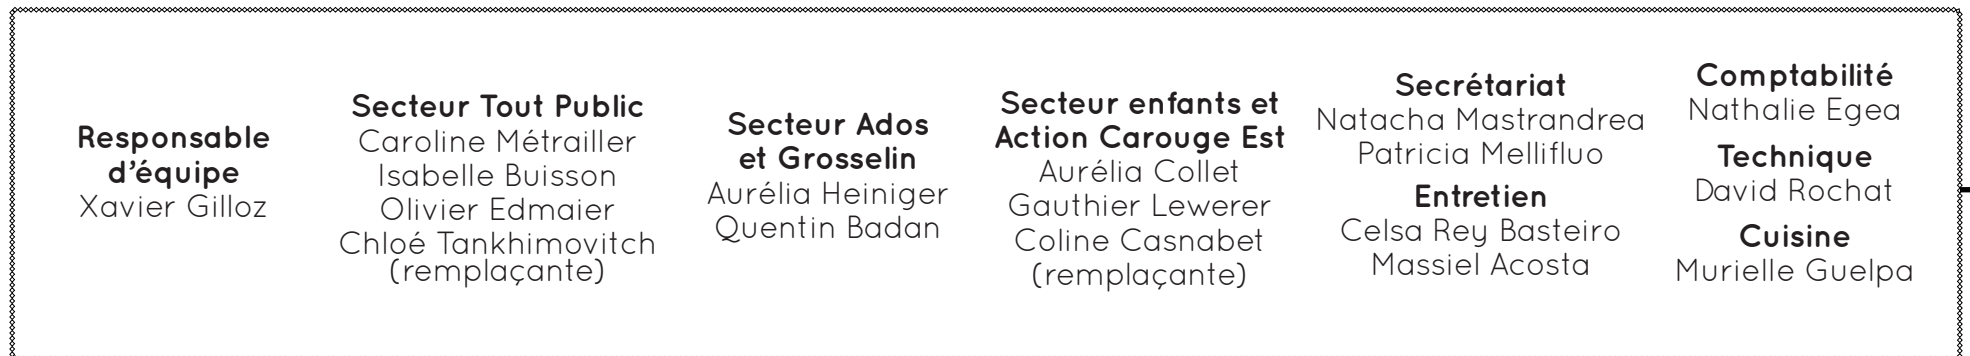 Responsable
d'équipe
Xavier Gilloz
Secteur Tout Public
Caroline Métrailler
Isabelle Buisson
Olivier Edmaier
Chloé Tankhimovitch
(remplaçante)
Secteur Ados
et Grosselin
Aurélia Heiniger
Quentin Badan
Secteur enfants et
Action Carouge Est
Aurélia Collet
Gauthier Lewerer
Coline Casnabet
(remplaçante)
Secrétariat
Natacha Mastrandrea
Patricia Mellifluo
Entretien
Celsa Rey Basteiro
Massiel Acosta
Comptabilité
Nathalie Egea
Technique
David Rochat
Cuisine
Murielle Guelpa